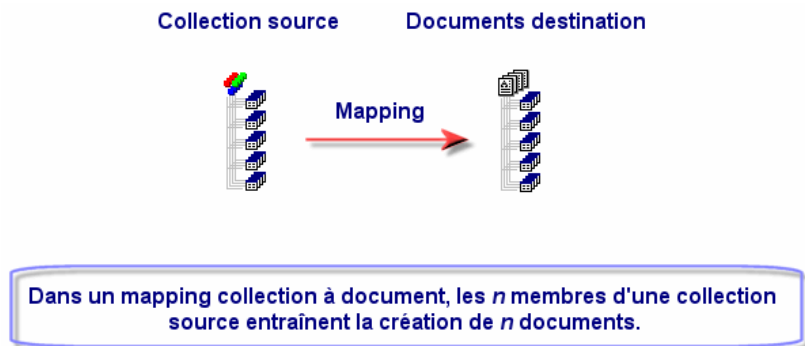 Collection source
Documents destination
Mapping
Dans un mapping collection à document, les n membres d'une collection
source entraînent la création de n documents.